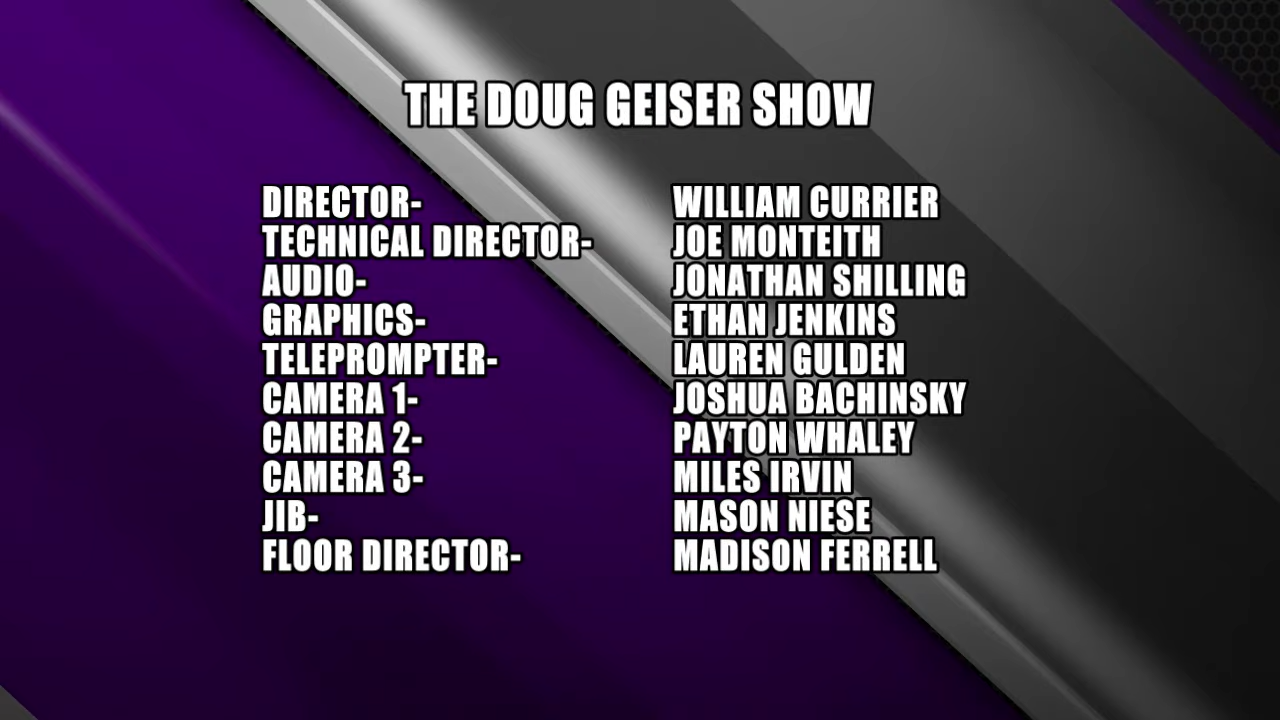 THE DOUG GEISER SHOW
DIRECTOR- WILLIAM CURRIER
TECHNICAL DIRECTOR- JOE MONTEITH
AUDIO- JONATHAN SHILLING
GRAPHICS- ETHAN JENKINS
TELEPROMPTER- LAUREN GULDEN
CAMERA 1- JOSHUA BACHINSKY
CAMERA 2- PAYTON WHALEY
CAMERA 3- MILES IRVIN
JIB- MASON NIESE
FLOOR DIRECTOR- MADISON FERRELL